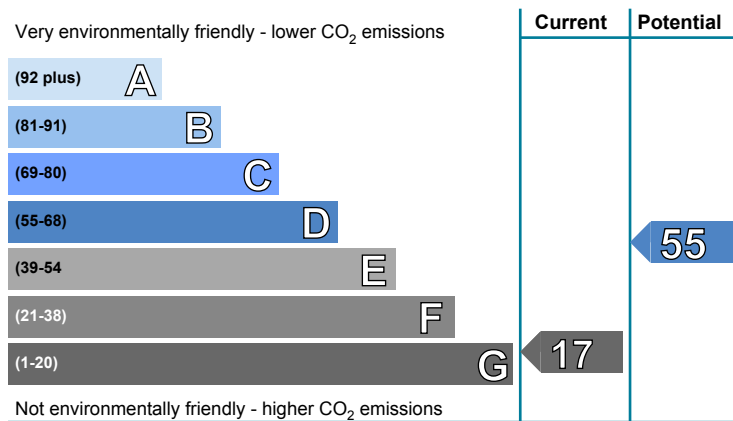 Current Potential
Very environmentally friendly - lower CO2 emissions
(92 plus) A
(81-91) B
(69-80) C
(55-68) D
55
(39-54 E
(21-38) F
(1-20) G 17
Not environmentally friendly - higher CO2 emissions